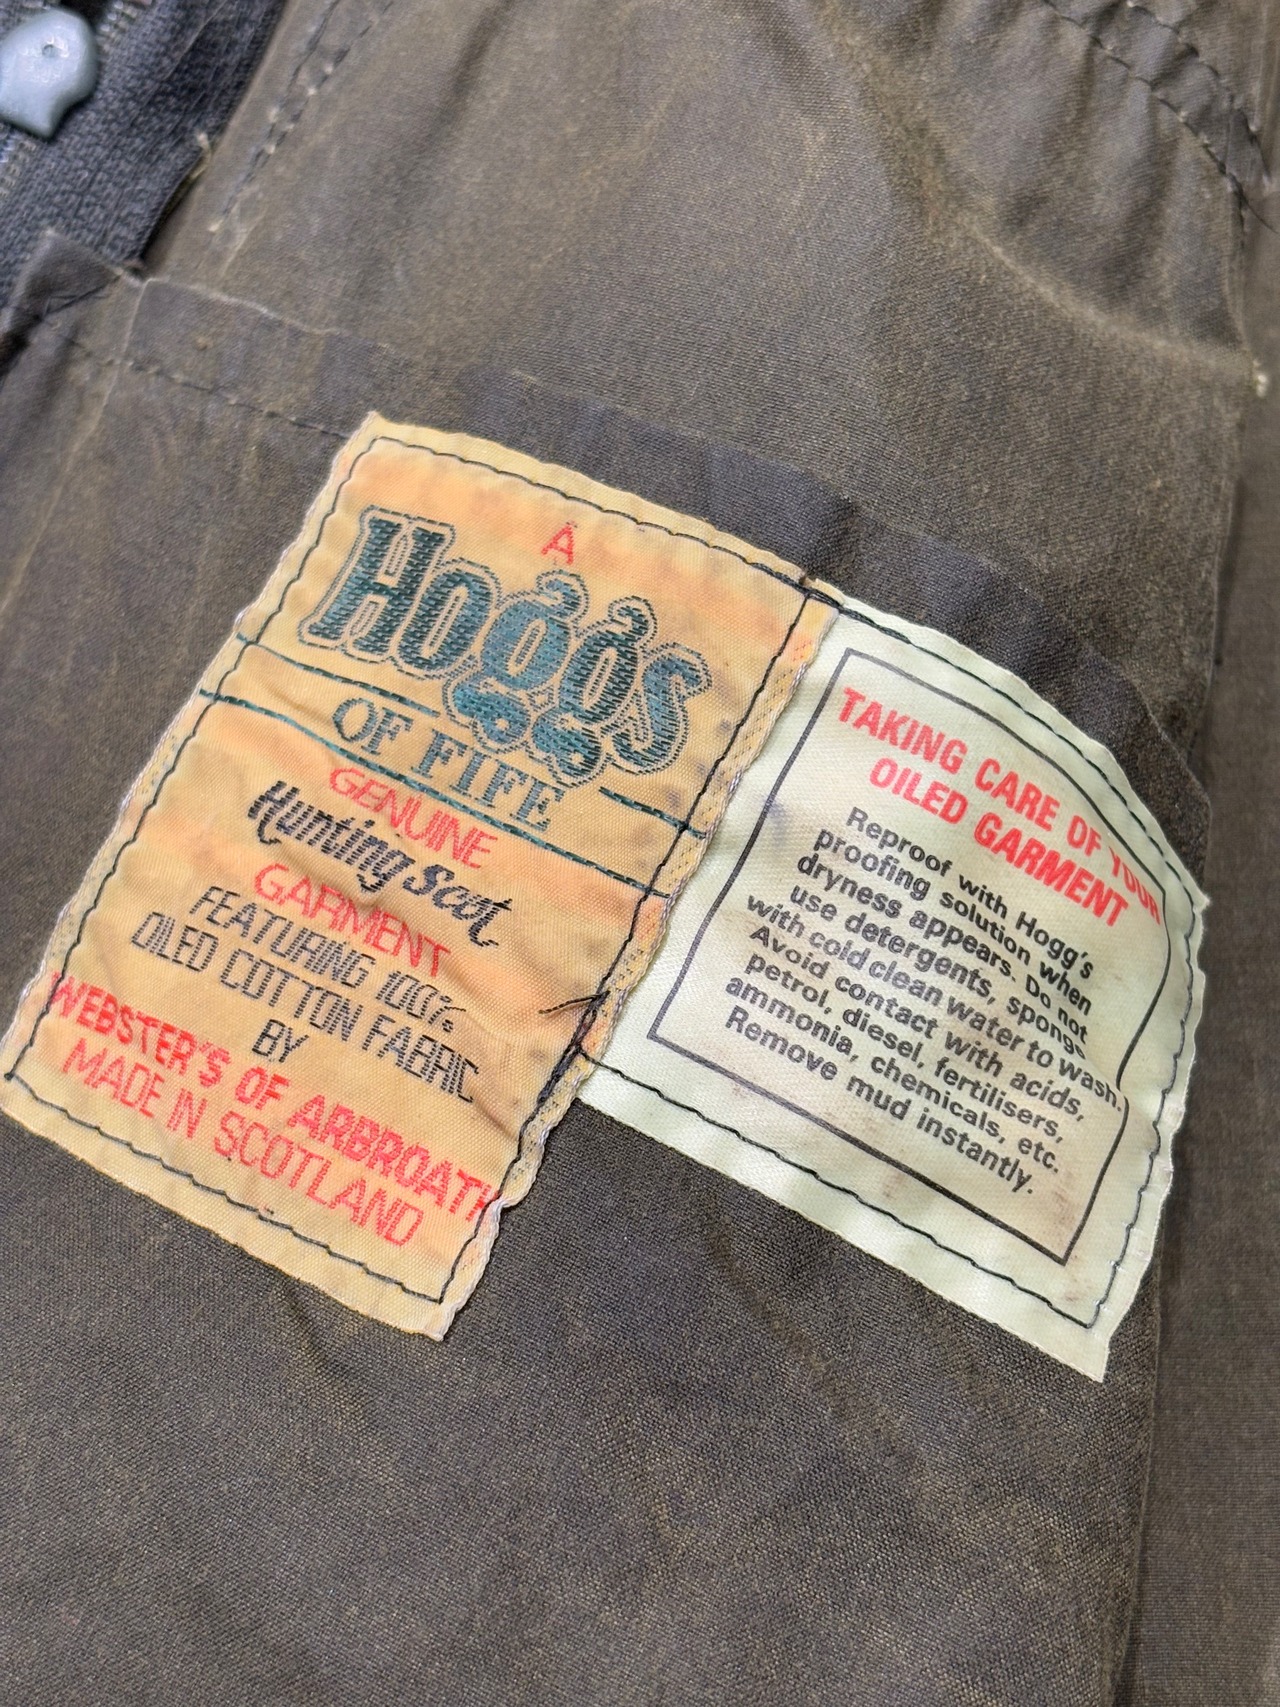 A
Hoggs
OF FIFE
GENUINE
Hunting Scot
GARMENT
FEATURING 100%
OILED COTTON FABRIC
BY
WEBSTER'S OF ARBROATH
MADE IN SCOTLAND
TAKING CARE OF YOUR
OILED GARMENT
Reproof with Hogg's
proofing solution when
dryness appears. Do not
use detergents, sponge
with cold clean water to wash.
Avoid contact with acids,
petrol, diesel, fertilisers,
ammonia, chemicals, etc.
Remove mud instantly.